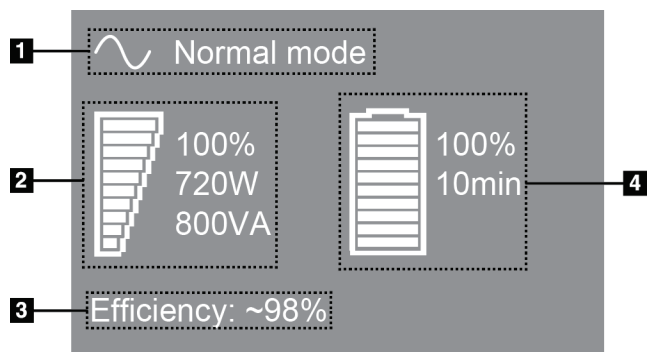 1
Normal mode
2
100%
720W
800VA
100%
10min
4
3
Efficiency: ~98%